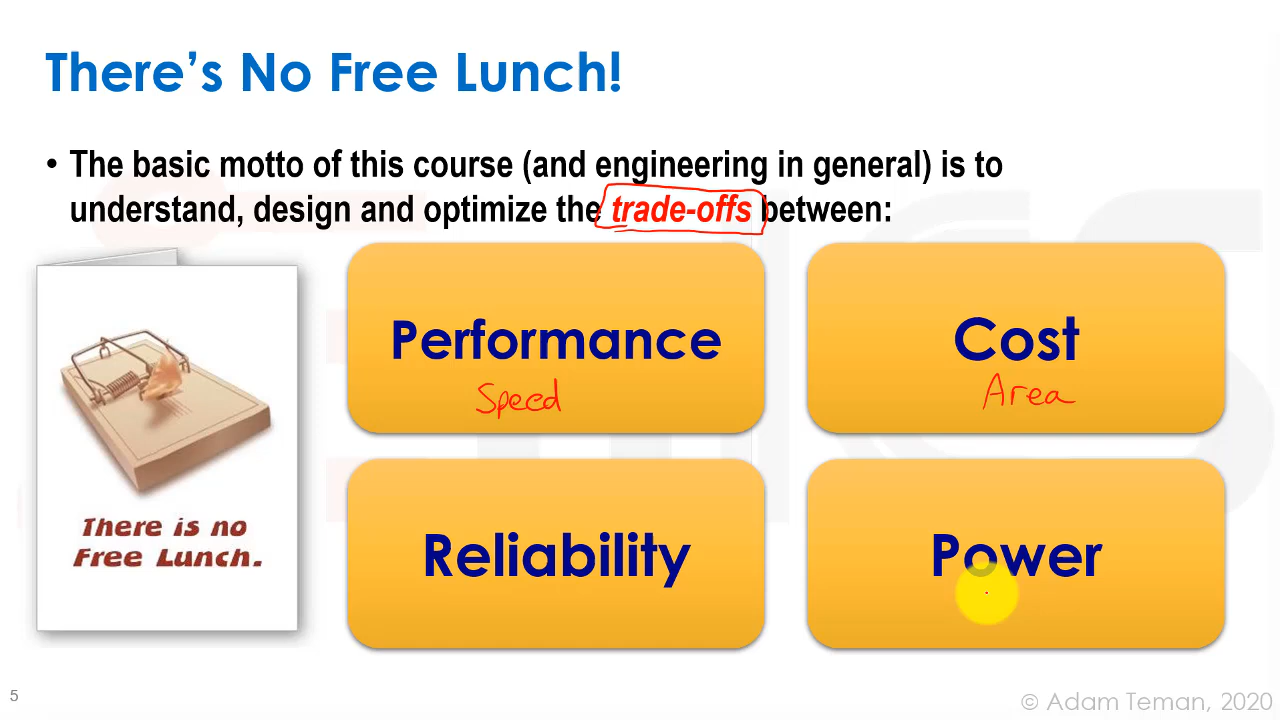 There's No Free Lunch!
• The basic motto of this course (and engineering in general) is to
understand, design and optimize the trade-offs between:
There is no
Free Lunch.
Performance
Speed
Cost
Area
Reliability
Power
5
© Adam Teman, 2020